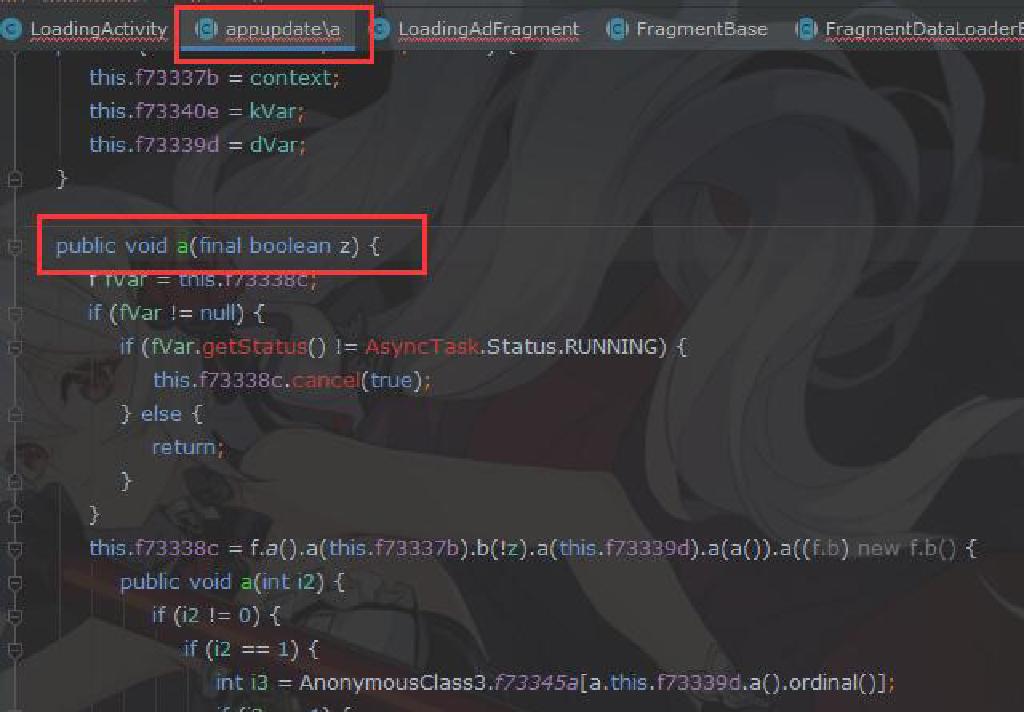 LoadingActivity appupdate\a LoadingAdFragment FragmentBase FragmentDataLoader
this.f73337b = context;
this.f73340e = kVar;
this.f73339d = dVar;
}
public void a(final boolean z) {
f fVar = this.f73338c;
if (fVar != null) {
if (fVar.getStatus() != AsyncTask.Status.RUNNING) {
this.f73338c.cancel(true);
} else {
return;
}
}
this.f73338c = f.a().a(this.f73337b).b(!z).a(this.f73339d).a(a()).a((f.b) new f.b() {
public void a(int i2) {
if (i2 != 0) {
if (i2 == 1) {
int i3 = AnonymousClass3.f73345a[a.this.f73339d.a().ordinal()];